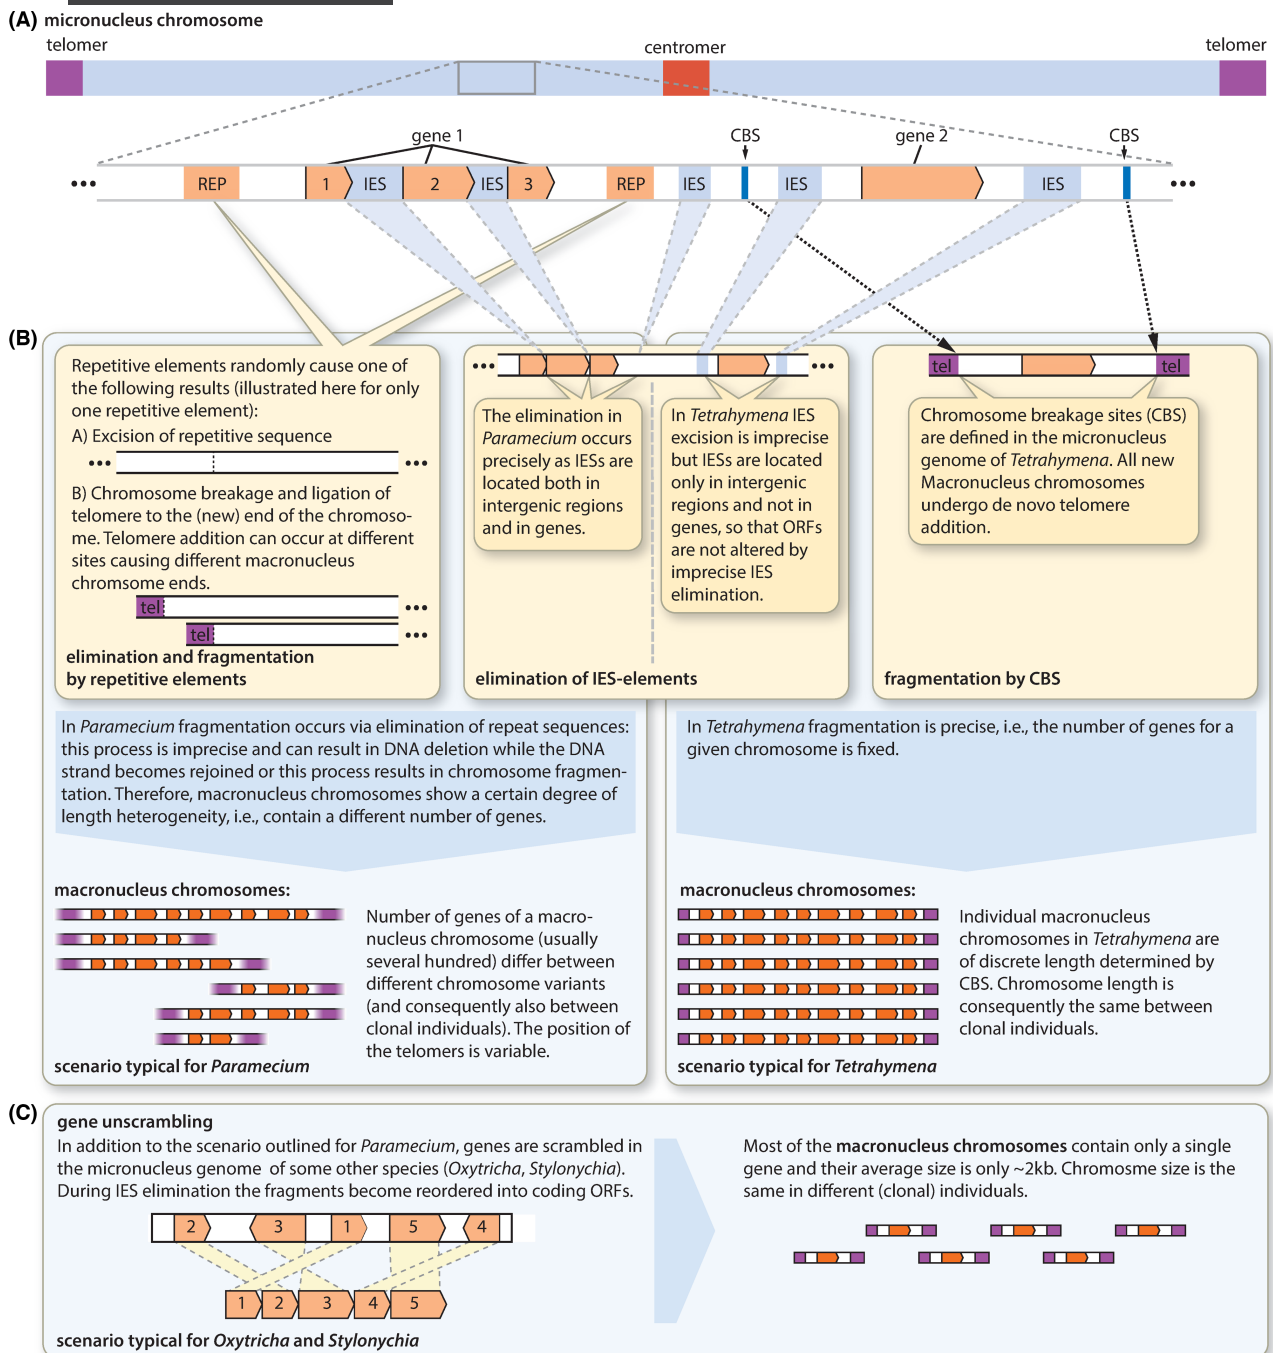 (A) micronucleus chromosome
telomer
centromer
telomer
gene 1
CBS
gene 2
CBS
••• REP 1 IES 2 IES 3 REP IES IES IES •••
(B)
Repetitive elements randomly cause one of
the following results (illustrated here for only
one repetitive element):
A) Excision of repetitive sequence
••• •••
B) Chromosome breakage and ligation of
telomere to the (new) end of the chromoso-
me. Telomere addition can occur at different
sites causing different macronucleus
chromsome ends.
tel •••
tel •••
elimination and fragmentation
by repetitive elements
••• •••
The elimination in
Paramecium occurs
precisely as IESs are
located both in
intergenic regions
and in genes.
In Tetrahymena IES
excision is imprecise
but IESs are located
only in intergenic
regions and not in
genes, so that ORFs
are not altered by
imprecise IES
elimination.
elimination of IES-elements
tel tel
Chromosome breakage sites (CBS)
are defined in the micronucleus
genome of Tetrahymena. All new
Macronucleus chromosomes
undergo de novo telomere
addition.
fragmentation by CBS
In Paramecium fragmentation occurs via elimination of repeat sequences:
this process is imprecise and can result in DNA deletion while the DNA
strand becomes rejoined or this process results in chromosome fragmen-
tation. Therefore, macronucleus chromosomes show a certain degree of
length heterogeneity, i.e., contain a different number of genes.
In Tetrahymena fragmentation is precise, i.e., the number of genes for a
given chromosome is fixed.
macronucleus chromosomes:
Number of genes of a macro-
nucleus chromosome (usually
several hundred) differ between
different chromosome variants
(and consequently also between
clonal individuals). The position of
the telomers is variable.
scenario typical for Paramecium
macronucleus chromosomes:
Individual macronucleus
chromosomes in Tetrahymena are
of discrete length determined by
CBS. Chromosome length is
consequently the same between
clonal individuals.
scenario typical for Tetrahymena
(C)
gene unscrambling
In addition to the scenario outlined for Paramecium, genes are scrambled in
the micronucleus genome of some other species (Oxytricha, Stylonychia).
During IES elimination the fragments become reordered into coding ORFs.
2 3 1 5 4
1 2 3 4 5
scenario typical for Oxytricha and Stylonychia
Most of the macronucleus chromosomes contain only a single
gene and their average size is only ~2kb. Chromosme size is the
same in different (clonal) individuals.